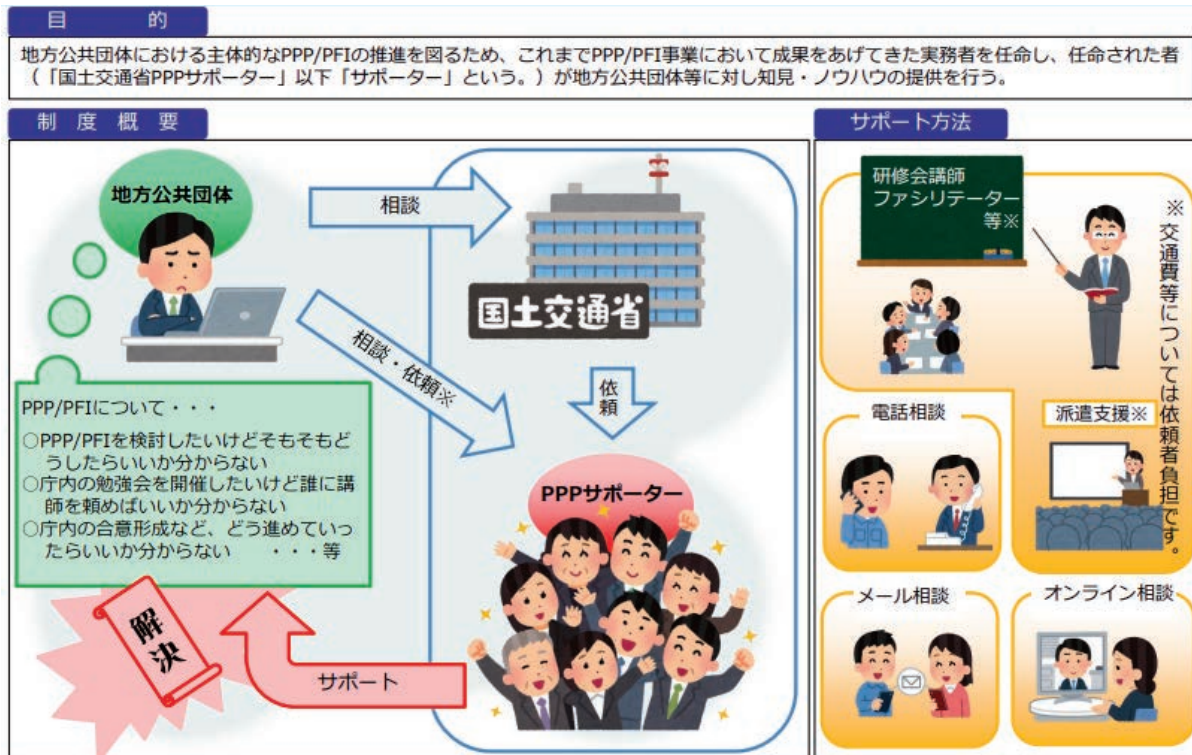 目　的
地方公共団体における主体的なPPP/PFIの推進を図るため、これまでPPP/PFI事業において成果をあげてきた実務者を任命し、任命された者
（「国土交通省PPPサポーター」以下「サポーター」という。）が地方公共団体等に対し知見・ノウハウの提供を行う。
制 度 概 要
地方公共団体
相談
国土交通省
相談・依頼※
依頼
PPP/PFIについて・・・
○PPP/PFIを検討したいけどそもそもど
うしたらいいか分からない
○庁内の勉強会を開催したいけど誰に講
師を頼めばいいか分からない
○庁内の合意形成など、どう進めていっ
たらいいか分からない　・・・等
PPPサポーター
解決
サポート
サポート方法
研修会講師
ファシリテーター
等※
※交通費等については依頼者負担です。
電話相談
派遣支援※
メール相談
オンライン相談